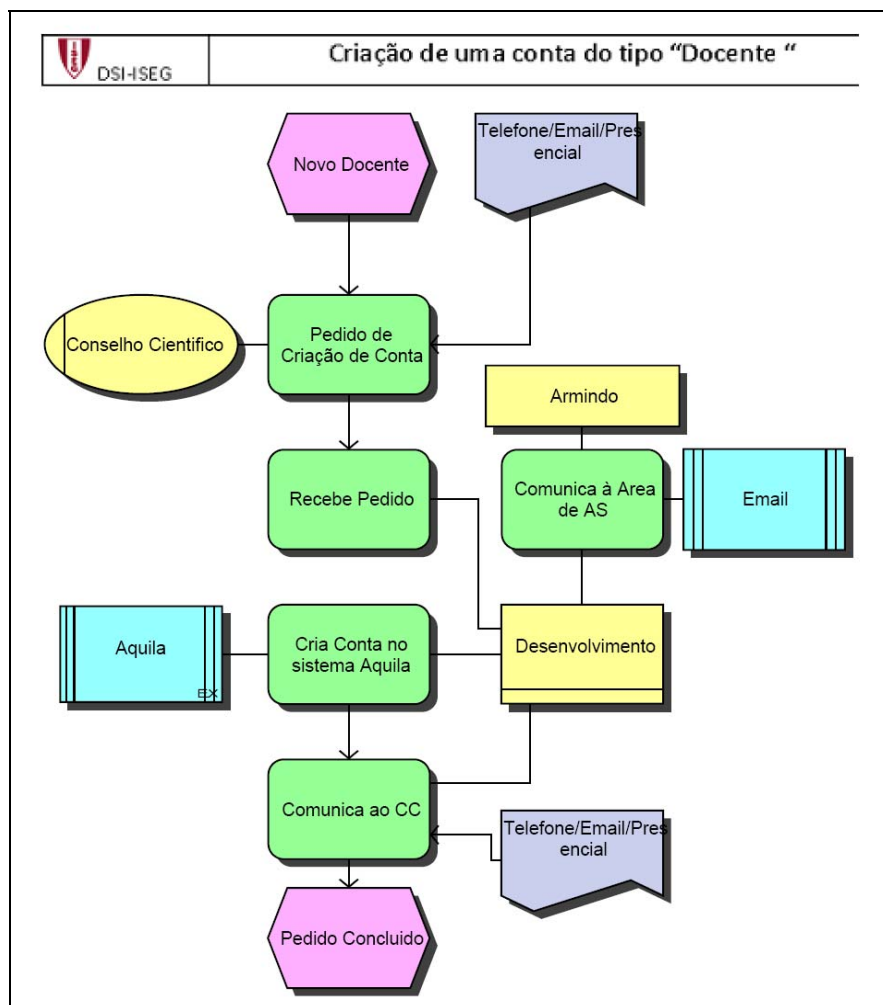 DSI-ISEG
Criação de uma conta do tipo “Docente “
Novo Docente
Telefone/Email/Pres
encial
Conselho Cientifico
Pedido de
Criação de Conta
Armindo
Recebe Pedido
Comunica à Area
de AS
Email
Aquila
EX
Cria Conta no
sistema Aquila
Desenvolvimento
Comunica ao CC
Telefone/Email/Pres
encial
Pedido Concluido